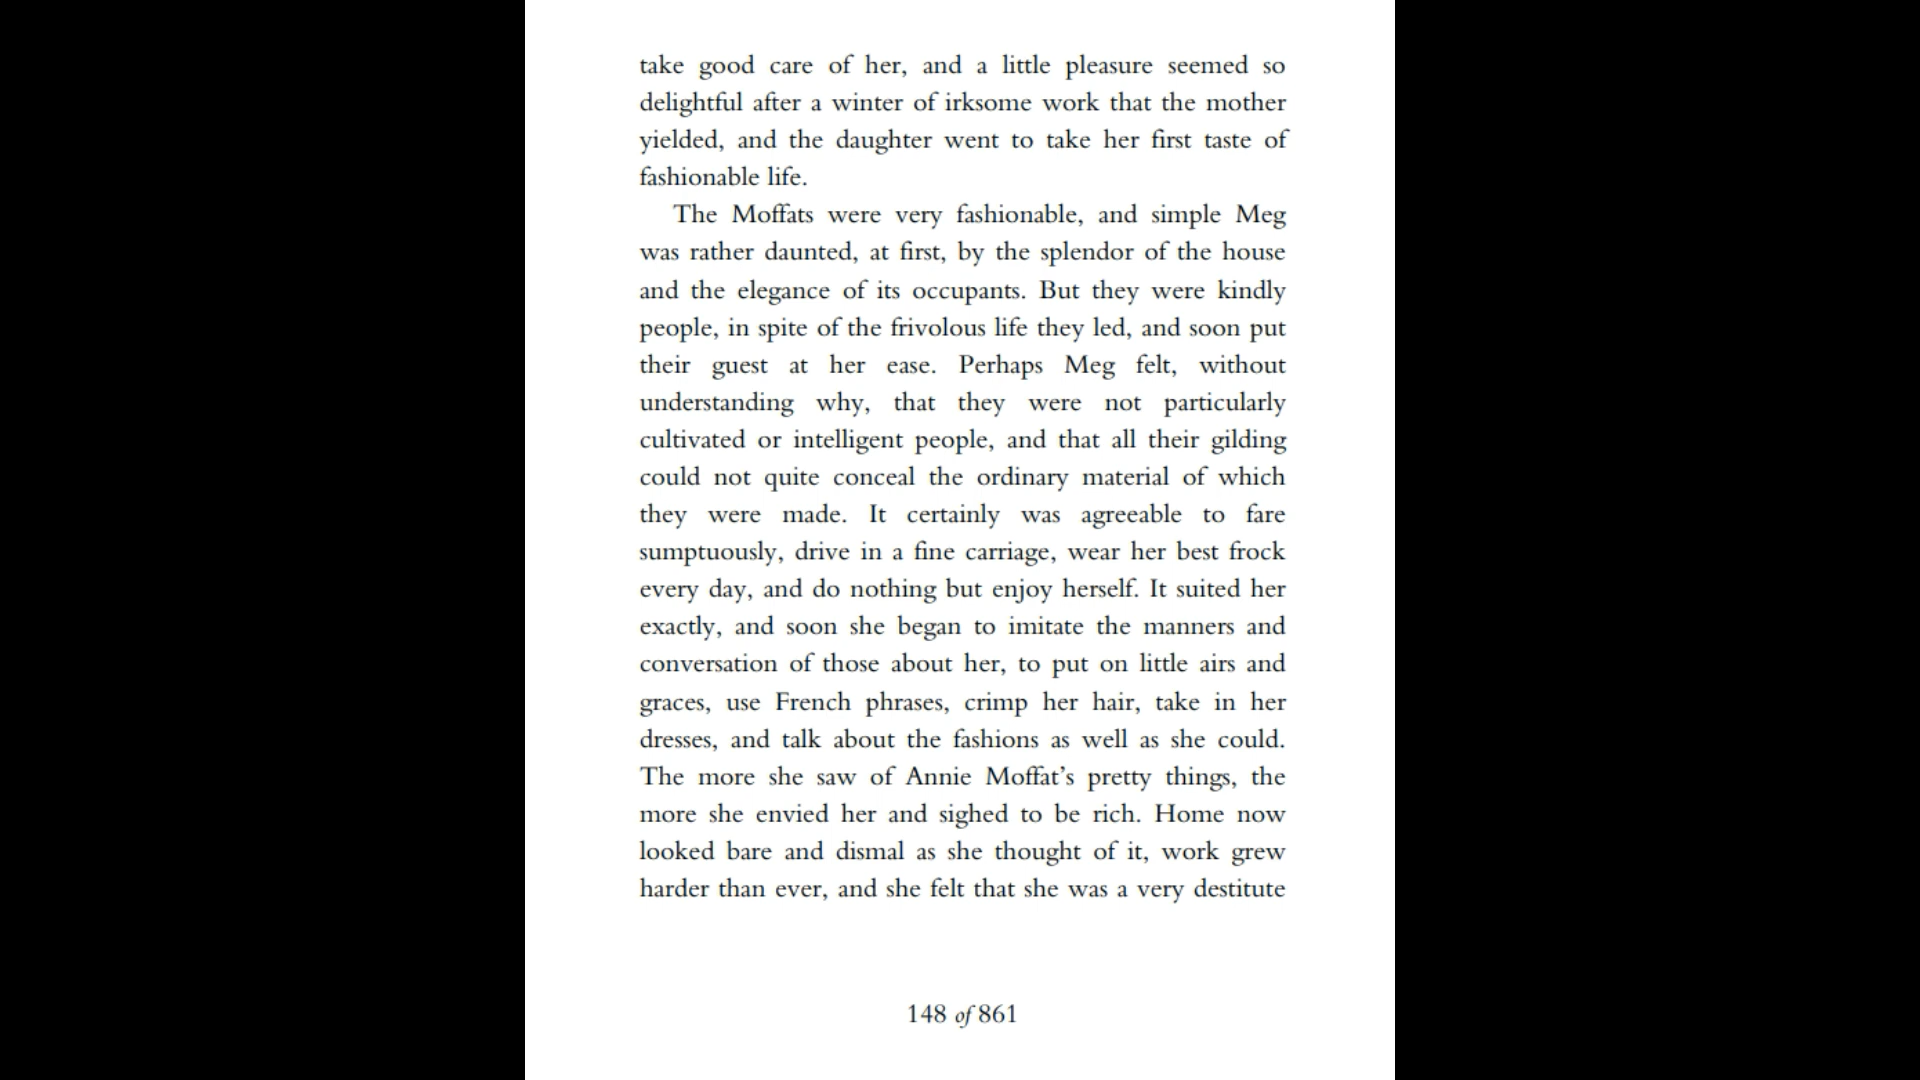 take good care of her, and a little pleasure seemed so
delightful after a winter of irksome work that the mother
yielded, and the daughter went to take her first taste of
fashionable life.
The Moffats were very fashionable, and simple Meg
was rather daunted, at first, by the splendor of the house
and the elegance of its occupants. But they were kindly
people, in spite of the frivolous life they led, and soon put
their guest at her ease. Perhaps Meg felt, without
understanding why, that they were not particularly
cultivated or intelligent people, and that all their gilding
could not quite conceal the ordinary material of which
they were made. It certainly was agreeable to fare
sumptuously, drive in a fine carriage, wear her best frock
every day, and do nothing but enjoy herself. It suited her
exactly, and soon she began to imitate the manners and
conversation of those about her, to put on little airs and
graces, use French phrases, crimp her hair, take in her
dresses, and talk about the fashions as well as she could.
The more she saw of Annie Moffat’s pretty things, the
more she envied her and sighed to be rich. Home now
looked bare and dismal as she thought of it, work grew
harder than ever, and she felt that she was a very destitute
148 of 861